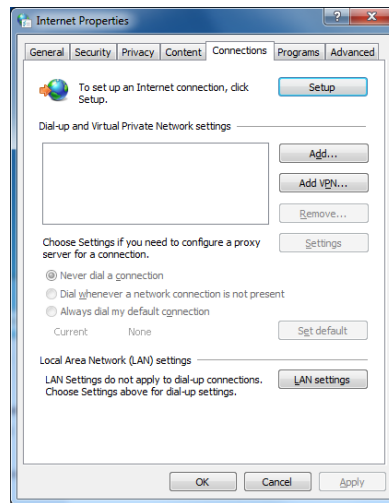 Internet Properties
General Security Privacy Content Connections Programs Advanced
To set up an Internet connection, click
Setup.
Setup
Dial-up and Virtual Private Network settings
Add...
Add VPN...
Remove...
Choose Settings if you need to configure a proxy
server for a connection.
Settings
Never dial a connection
Dial whenever a network connection is not present
Always dial my default connection
Current None
Set default
Local Area Network (LAN) settings
LAN Settings do not apply to dial-up connections.
Choose Settings above for dial-up settings.
LAN settings
OK Cancel Apply